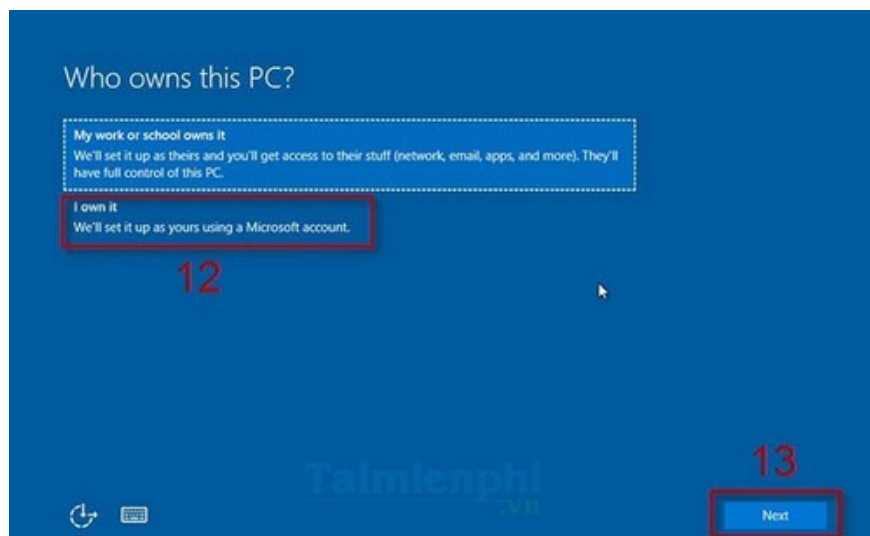 Who owns this PC?
My work or school owns it
We'll set it up as theirs and you'll get access to their stuff (network, email, apps, and more). They'll
have full control of this PC.
I own it
We'll set it up as yours using a Microsoft account.
12
13
Taimienphi
.vn
Next